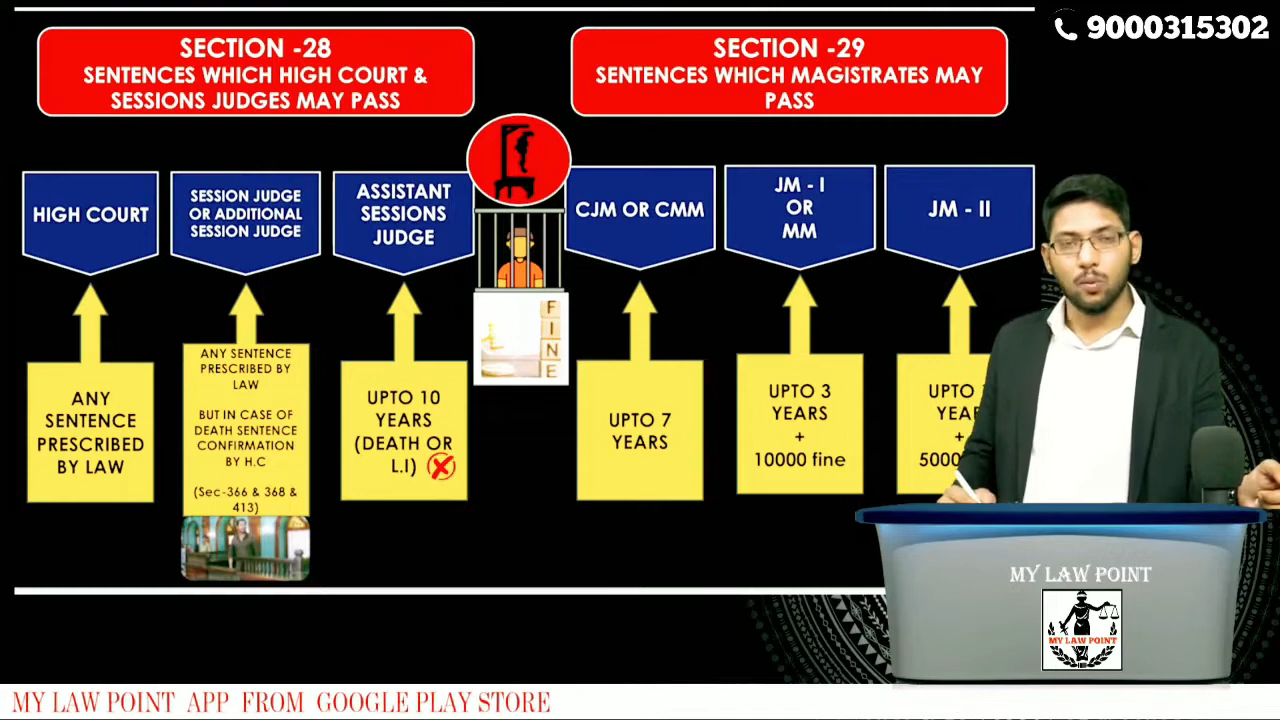 9000315302
SECTION -28
SENTENCES WHICH HIGH COURT &
SESSIONS JUDGES MAY PASS
SECTION -29
SENTENCES WHICH MAGISTRATES MAY
PASS
HIGH COURT
SESSION JUDGE
OR ADDITIONAL
SESSION JUDGE
ASSISTANT
SESSIONS
JUDGE
CJM OR CMM
JM - I
OR
MM
JM - II
FINE
ANY
SENTENCE
PRESCRIBED
BY LAW
ANY SENTENCE
PRESCRIBED BY
LAW
BUT IN CASE OF
DEATH SENTENCE
CONFIRMATION
BY H.C
(Sec-366 & 368 &
413)
UPTO 10
YEARS
(DEATH OR
L.I)
UPTO 7
YEARS
UPTO 3
YEARS
+
10000 fine
UPTO
+
MY LAW POINT
MY LAW POINT
MY LAW POINT APP FROM GOOGLE PLAY STORE